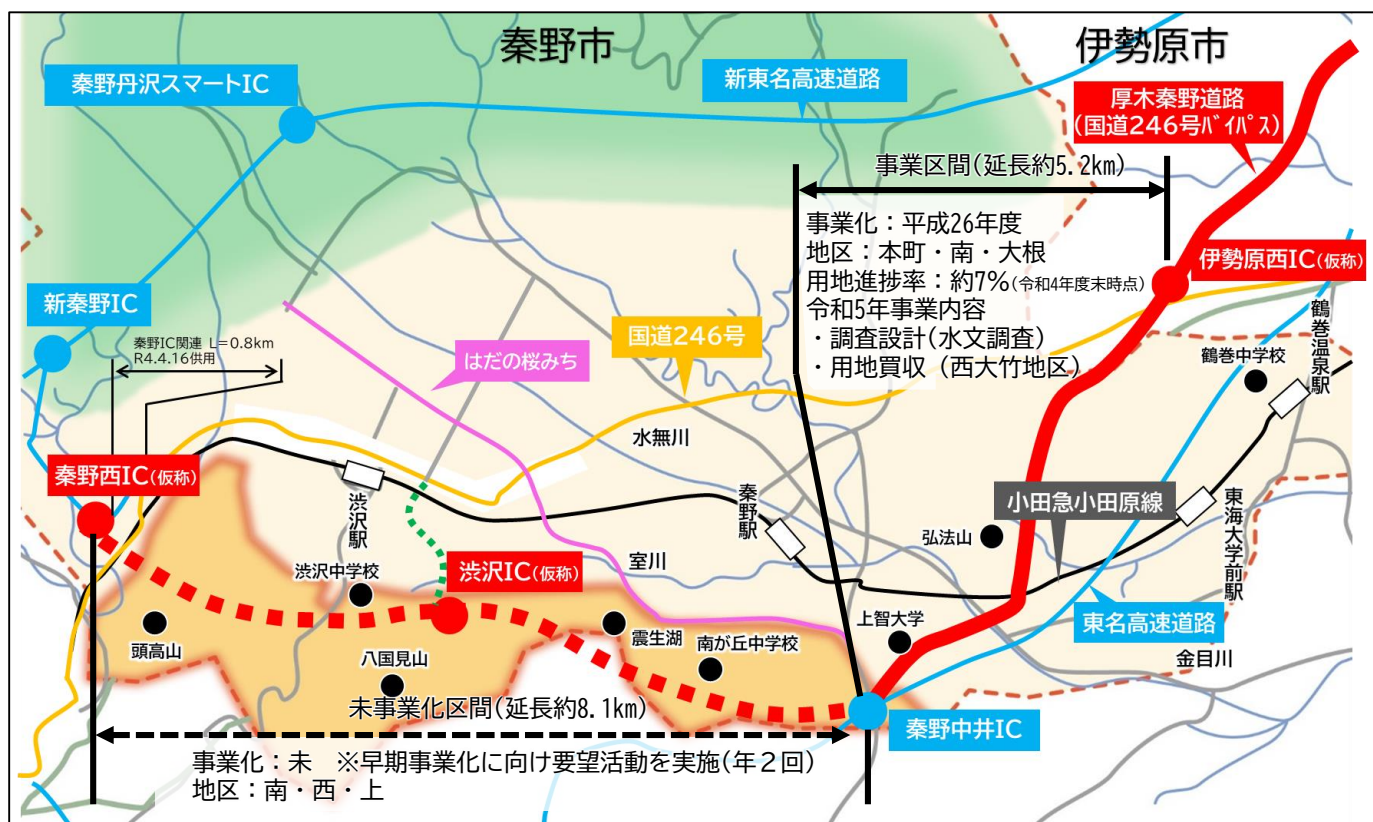 秦野市
伊勢原市
秦野丹沢スマートIC
新東名高速道路
厚木秦野道路
(国道246号ﾊﾞｲﾊﾟｽ)
事業区間(延長約5.2km)
事業化：平成26年度
地区：本町・南・大根
用地進捗率：約7%(令和4年度末時点)
令和5年事業内容
・調査設計(水文調査)
・用地買収（西大竹地区）
伊勢原西IC(仮称)
新秦野IC
秦野IC関連 L=0.8km
R4.4.16供用
はだの桜みち
国道246号
鶴巻中学校
鶴巻温泉駅
水無川
秦野西IC(仮称)
渋沢駅
秦野駅
小田急小田原線
弘法山
東海大学前駅
渋沢中学校
渋沢IC(仮称)
室川
上智大学
東名高速道路
頭高山
八国見山
震生湖
南が丘中学校
金目川
未事業化区間(延長約8.1km)
秦野中井IC
事業化：未　※早期事業化に向け要望活動を実施(年２回)
地区：南・西・上